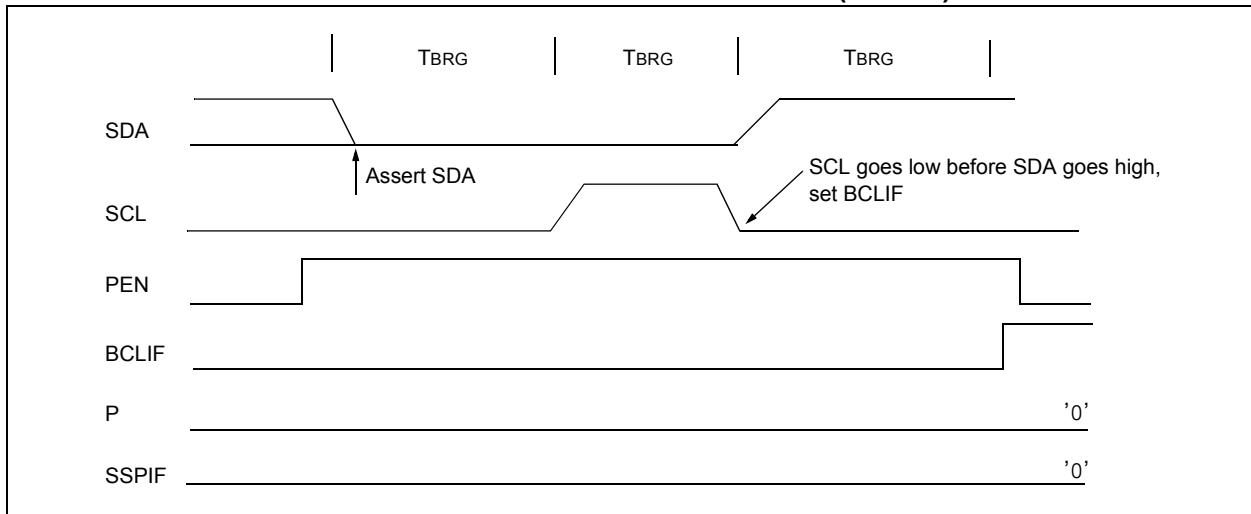 TBRG TBRG TBRG
SDA
Assert SDA
SCL goes low before SDA goes high,
set BCLIF
SCL
PEN
BCLIF
P '0'
SSPIF '0'